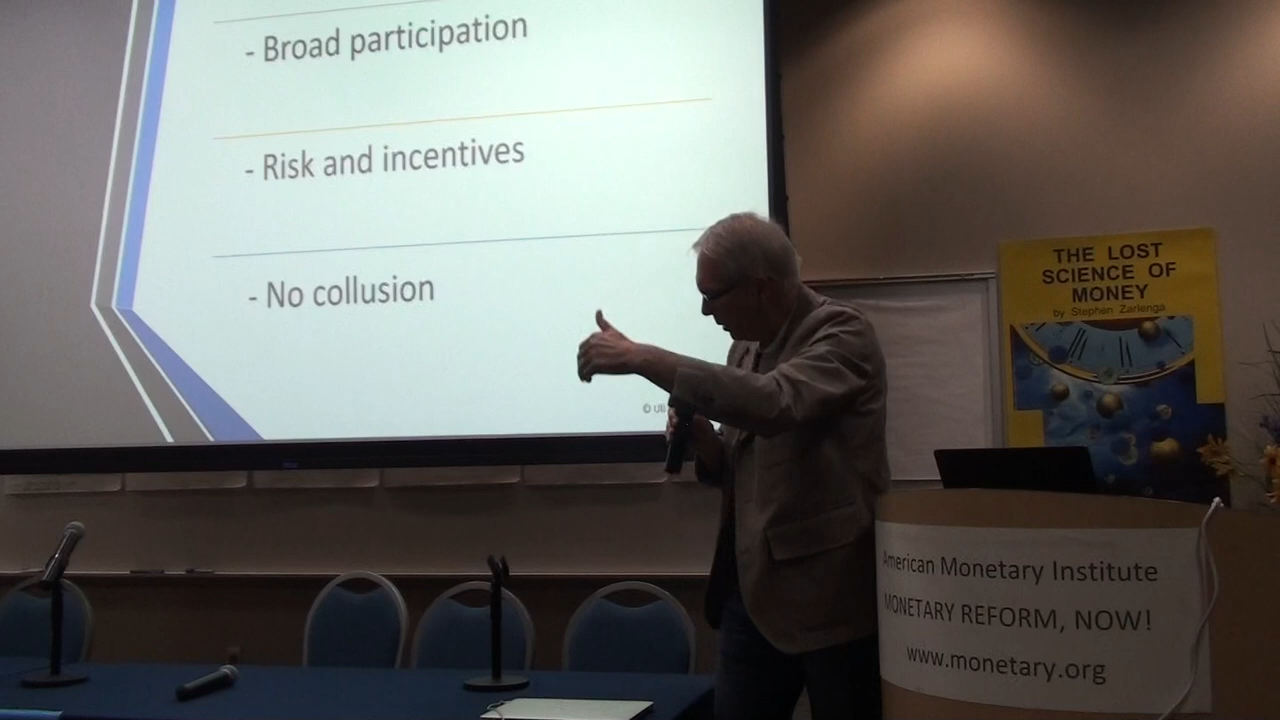 - Broad participation
- Risk and incentives
- No collusion
THE LOST
SCIENCE OF
MONEY
by Stephen Zarlenga
American Monetary Institute
MONETARY REFORM, NOW!
www.monetary.org